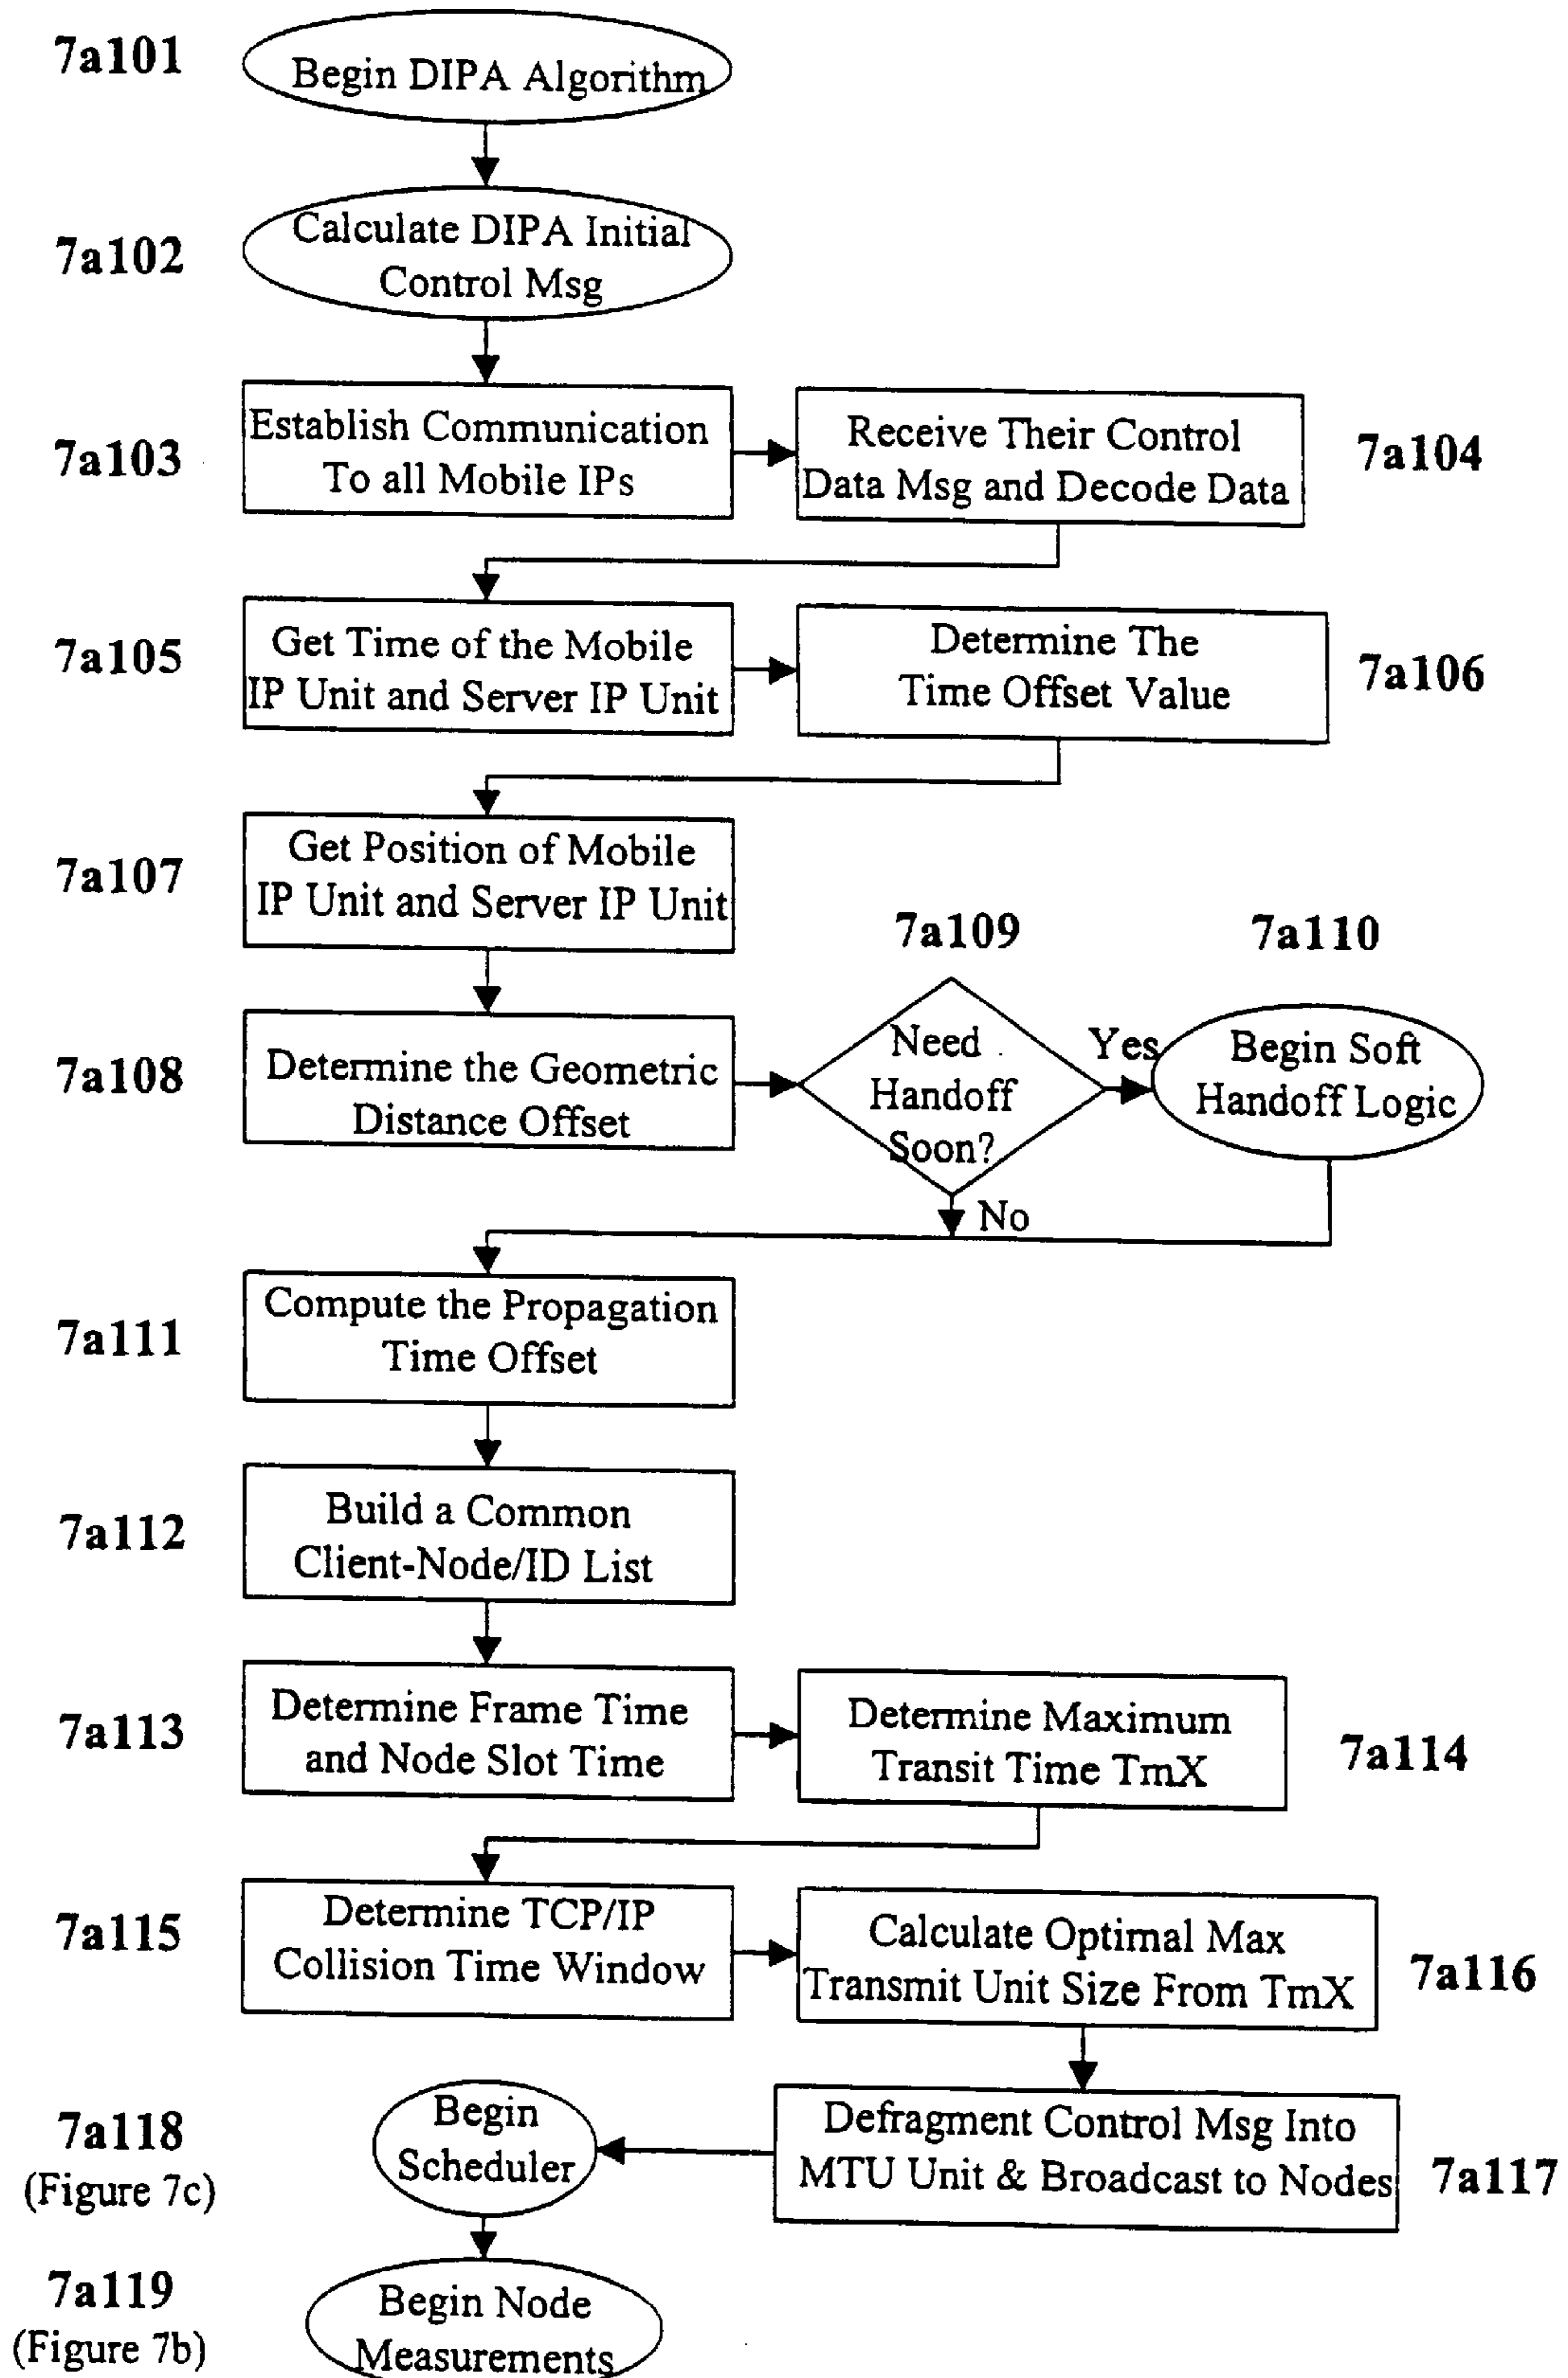 7a101
Begin DIPA Algorithm
7a102
Calculate DIPA Initial
Control Msg
7a103
Establish Communication
To all Mobile IPs
Receive Their Control
Data Msg and Decode Data
7a104
7a105
Get Time of the Mobile
IP Unit and Server IP Unit
Determine The
Time Offset Value
7a106
7a107
Get Position of Mobile
IP Unit and Server IP Unit
7a108
Determine the Geometric
Distance Offset
7a109
Need
Handoff
Soon?
Yes
No
7a110
Begin Soft
Handoff Logic
7a111
Compute the Propagation
Time Offset
7a112
Build a Common
Client-Node/ID List
7a113
Determine Frame Time
and Node Slot Time
Determine Maximum
Transit Time TmX
7a114
7a115
Determine TCP/IP
Collision Time Window
Calculate Optimal Max
Transmit Unit Size From TmX
7a116
Defragment Control Msg Into
MTU Unit & Broadcast to Nodes
7a117
7a118
(Figure 7c)
Begin
Scheduler
7a119
(Figure 7b)
Begin Node
Measurements